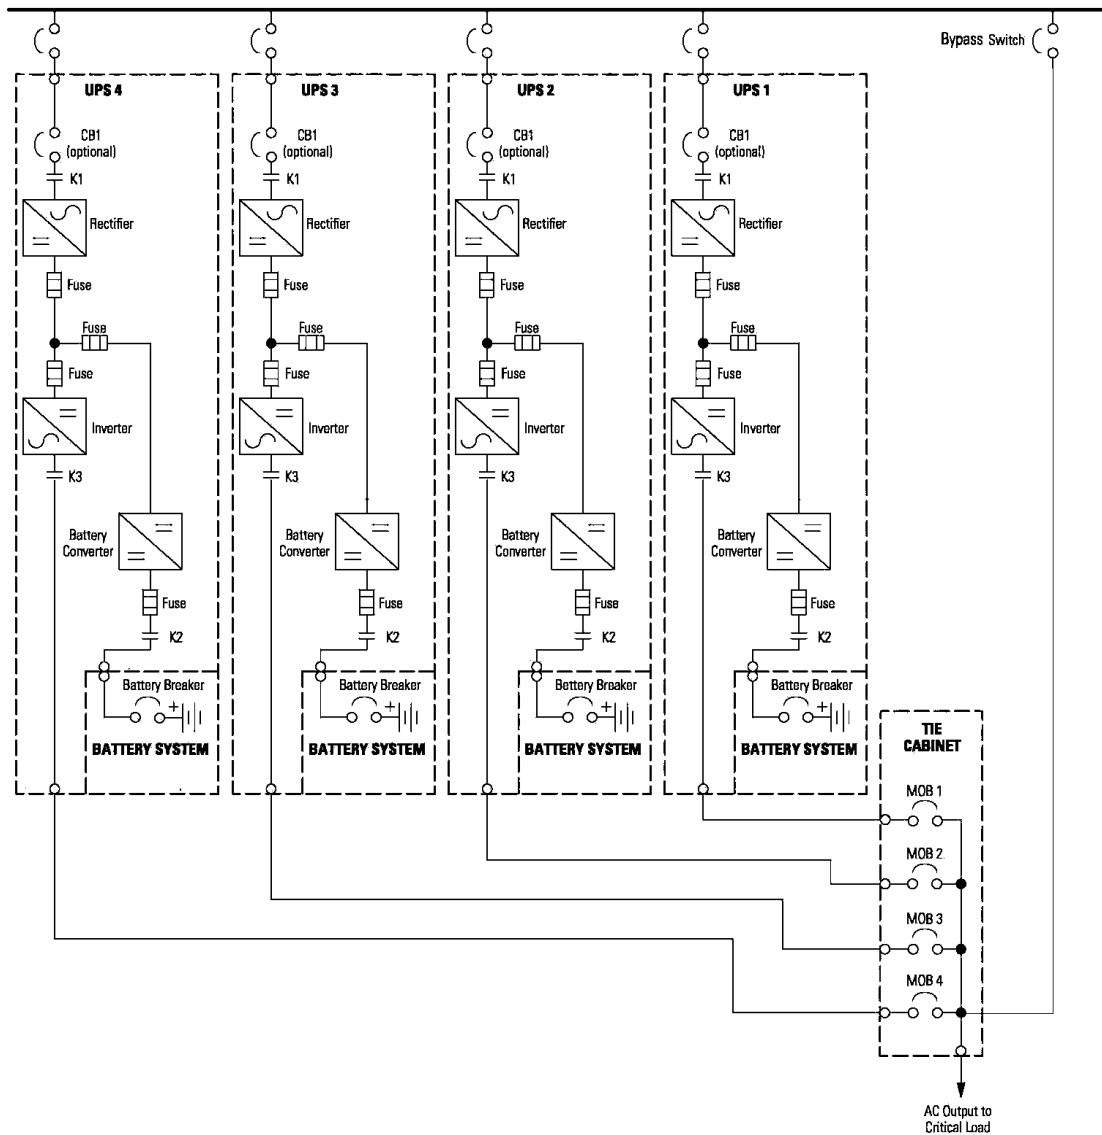 Bypass Switch
UPS 4
UPS 3
UPS 2
UPS 1
CB1
(optional)
CB1
(optional)
CB1
(optional)
CB1
(optional)
K1
K1
K1
K1
Rectifier
Rectifier
Rectifier
Rectifier
Fuse
Fuse
Fuse
Fuse
Fuse
Fuse
Fuse
Fuse
Fuse
Fuse
Fuse
Fuse
Inverter
Inverter
Inverter
Inverter
K3
K3
K3
K3
Battery
Converter
Battery
Converter
Battery
Converter
Battery
Converter
Fuse
Fuse
Fuse
Fuse
K2
K2
K2
K2
Battery Breaker
Battery Breaker
Battery Breaker
Battery Breaker
+
+
+
+
BATTERY SYSTEM
BATTERY SYSTEM
BATTERY SYSTEM
BATTERY SYSTEM
TIE
CABINET
MOB 1
MOB 2
MOB 3
MOB 4
AC Output to
Critical Load